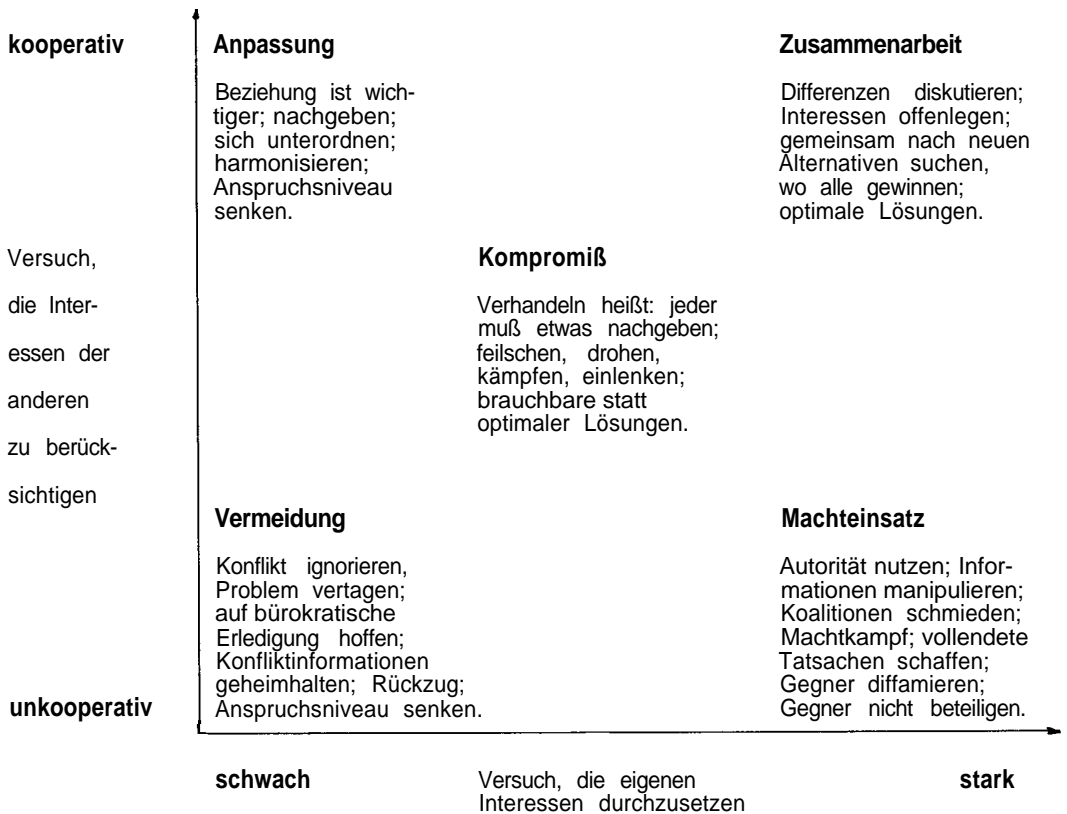 kooperativ
Anpassung
Beziehung ist wich-
tiger; nachgeben;
sich unterordnen;
harmonisieren;
Anspruchsniveau
senken.
Zusammenarbeit
Differenzen diskutieren;
Interessen offenlegen;
gemeinsam nach neuen
Alternativen suchen,
wo alle gewinnen;
optimale Lösungen.
Versuch,
die Inter-
essen der
anderen
zu berück-
sichtigen
Kompromiß
Verhandeln heißt: jeder
muß etwas nachgeben;
feilschen, drohen,
kämpfen, einlenken;
brauchbare statt
optimaler Lösungen.
Vermeidung
Konflikt ignorieren,
Problem vertagen;
auf bürokratische
Erledigung hoffen;
Konfliktinformationen
geheimhalten; Rückzug;
Anspruchsniveau senken.
Machteinsatz
Autorität nutzen; Infor-
mationen manipulieren;
Koalitionen schmieden;
Machtkampf; vollendete
Tatsachen schaffen;
Gegner diffamieren;
Gegner nicht beteiligen.
unkooperativ
schwach
Versuch, die eigenen
Interessen durchzusetzen
stark